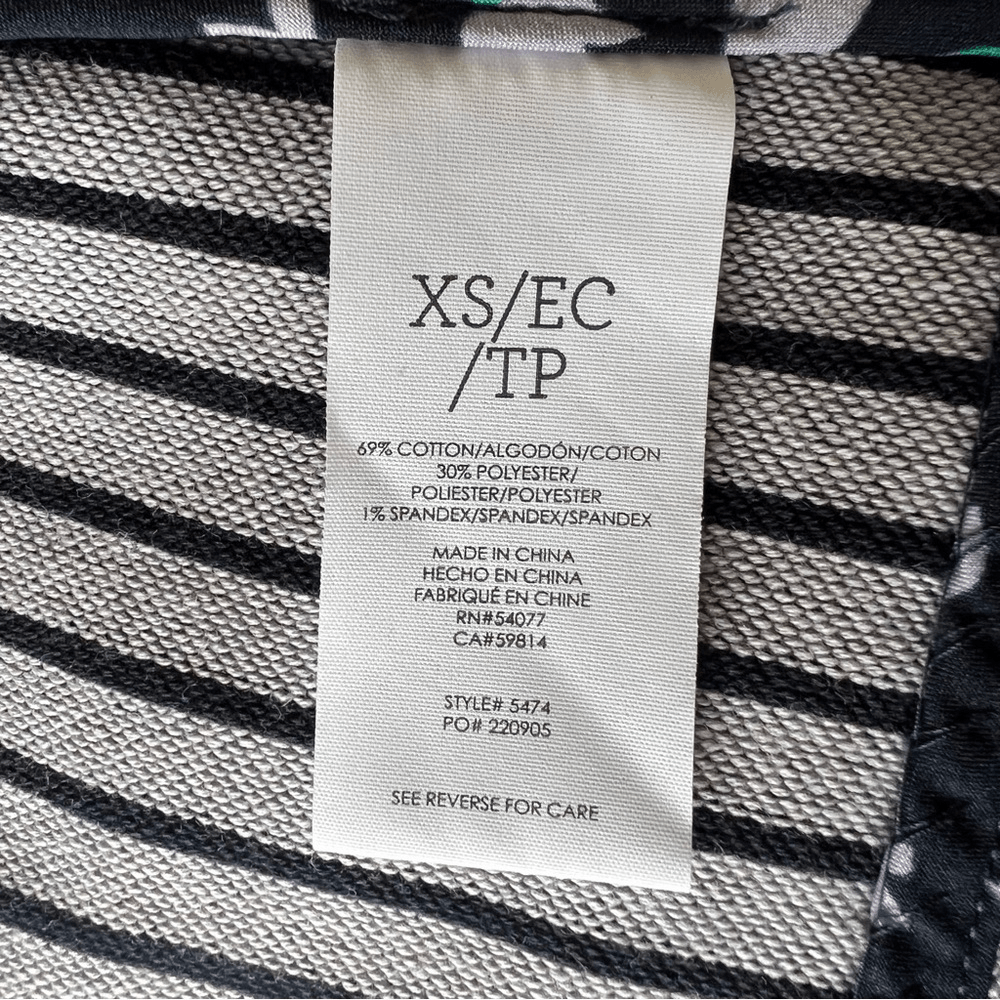 XS/EC
/TP
69% COTTON/ALGODÓN/COTON
30% POLYESTER/
POLIESTER/POLYESTER
1% SPANDEX/SPANDEX/SPANDEX
MADE IN CHINA
HECHO EN CHINA
FABRIQUÉ EN CHINE
RN#54077
CA#59814
STYLE# 5474
PO# 220905
SEE REVERSE FOR CARE